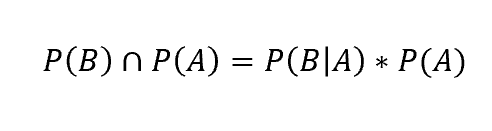 P(B) ∩ P(A) = P(B|A) * P(A)